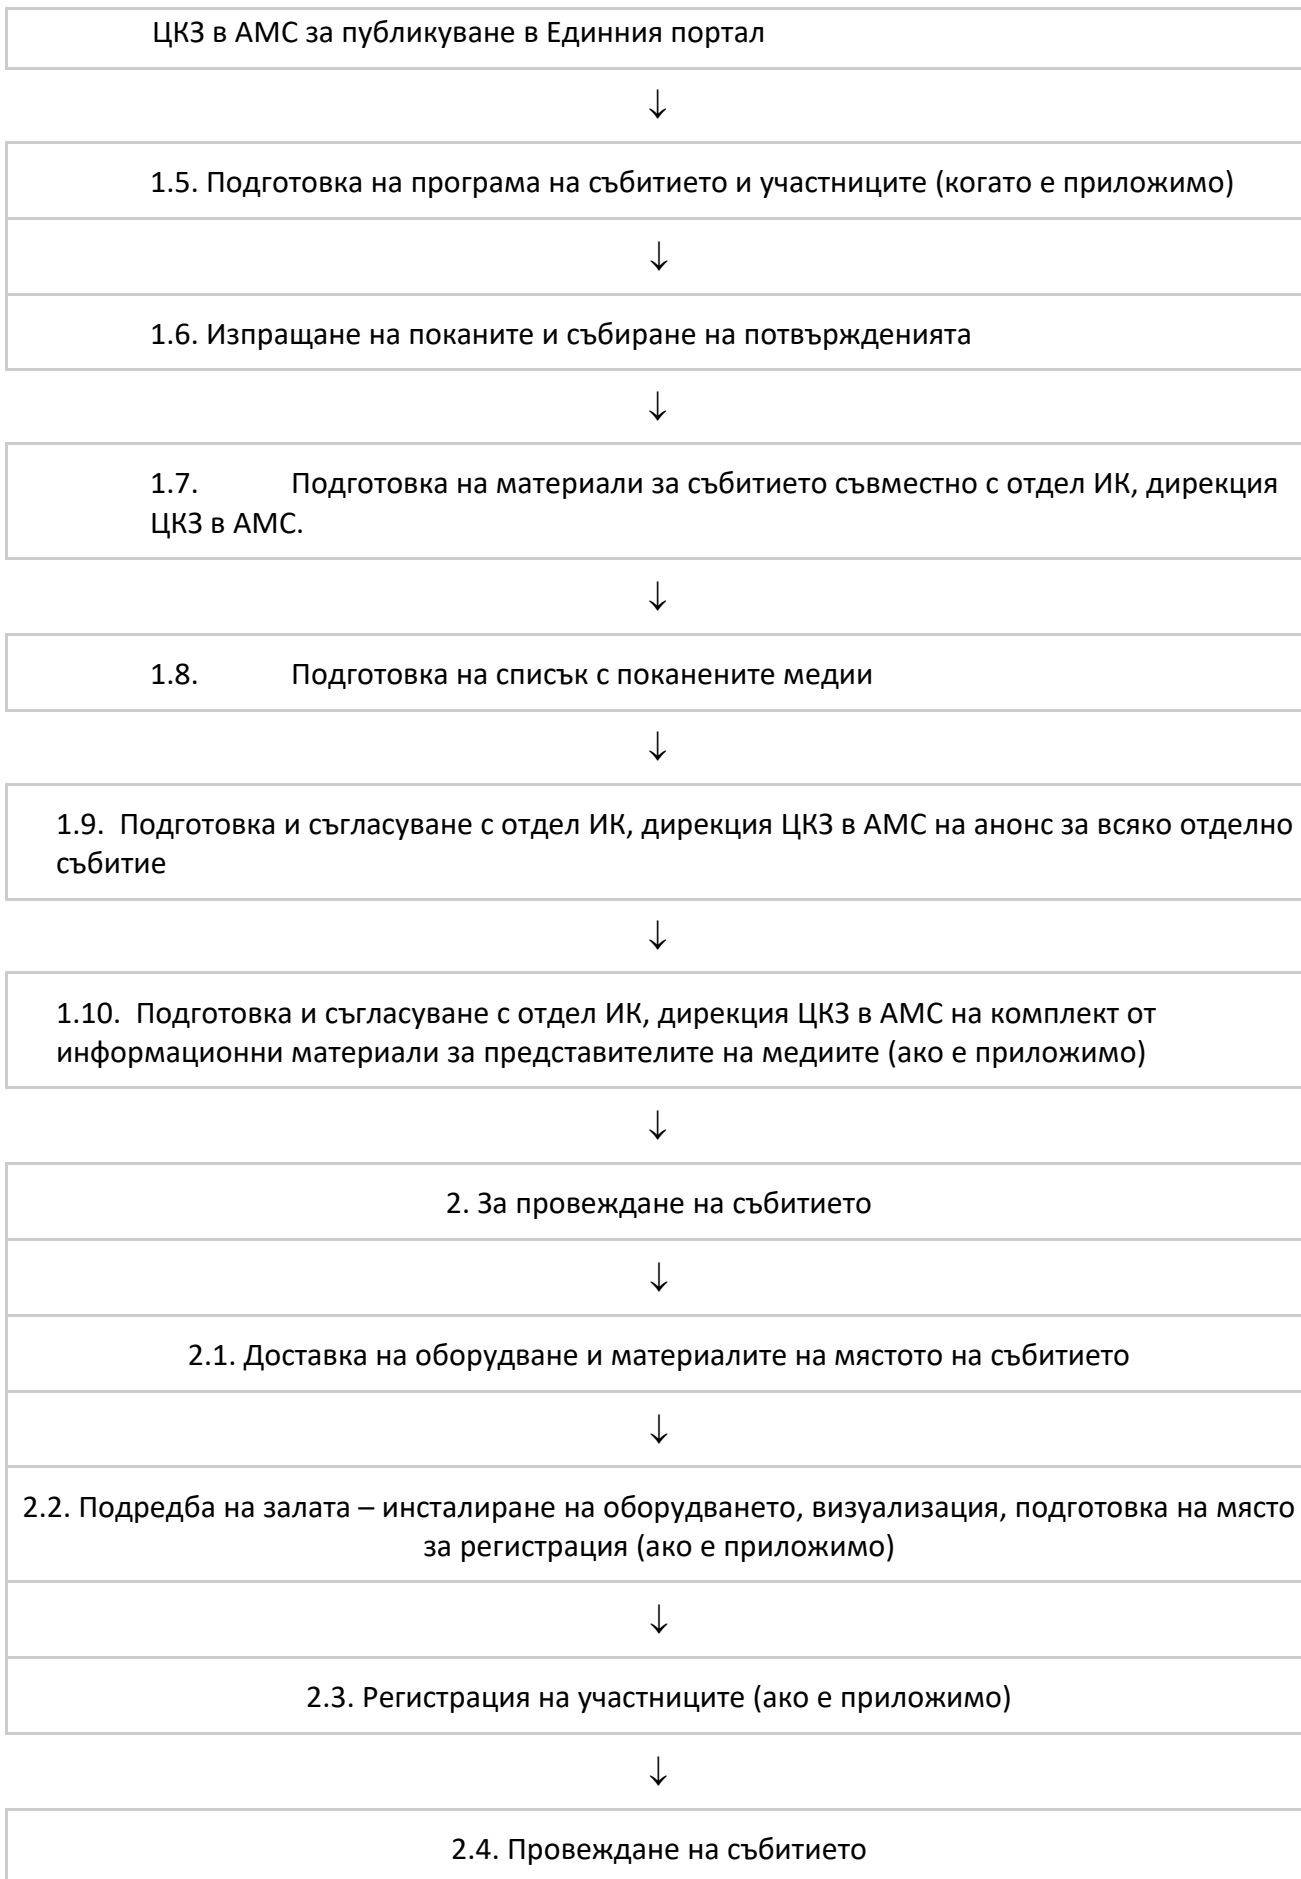 ЦКЗ в АМС за публикуване в Единния портал
↓
1.5. Подготовка на програма на събитието и участниците (когато е приложимо)
↓
1.6. Изпращане на поканите и събиране на потвърженията
↓
1.7. Подготовка на материали за събитието съвместно с отдел ИК, дирекция
ЦКЗ в АМС.
↓
1.8. Подготовка на списък с поканените медии
↓
1.9. Подготовка и съгласуване с отдел ИК, дирекция ЦКЗ в АМС на анонс за всяко отделно
събитие
↓
1.10. Подготовка и съгласуване с отдел ИК, дирекция ЦКЗ в АМС на комплект от
информационни материали за представителите на медиите (ако е приложимо)
↓
2. За провеждане на събитието
↓
2.1. Доставка на оборудване и материалите на мястото на събитието
↓
2.2. Подредба на залата – инсталиране на оборудването, визуализация, подготовка на място
за регистрация (ако е приложимо)
↓
2.3. Регистрация на участниците (ако е приложимо)
↓
2.4. Провеждане на събитието